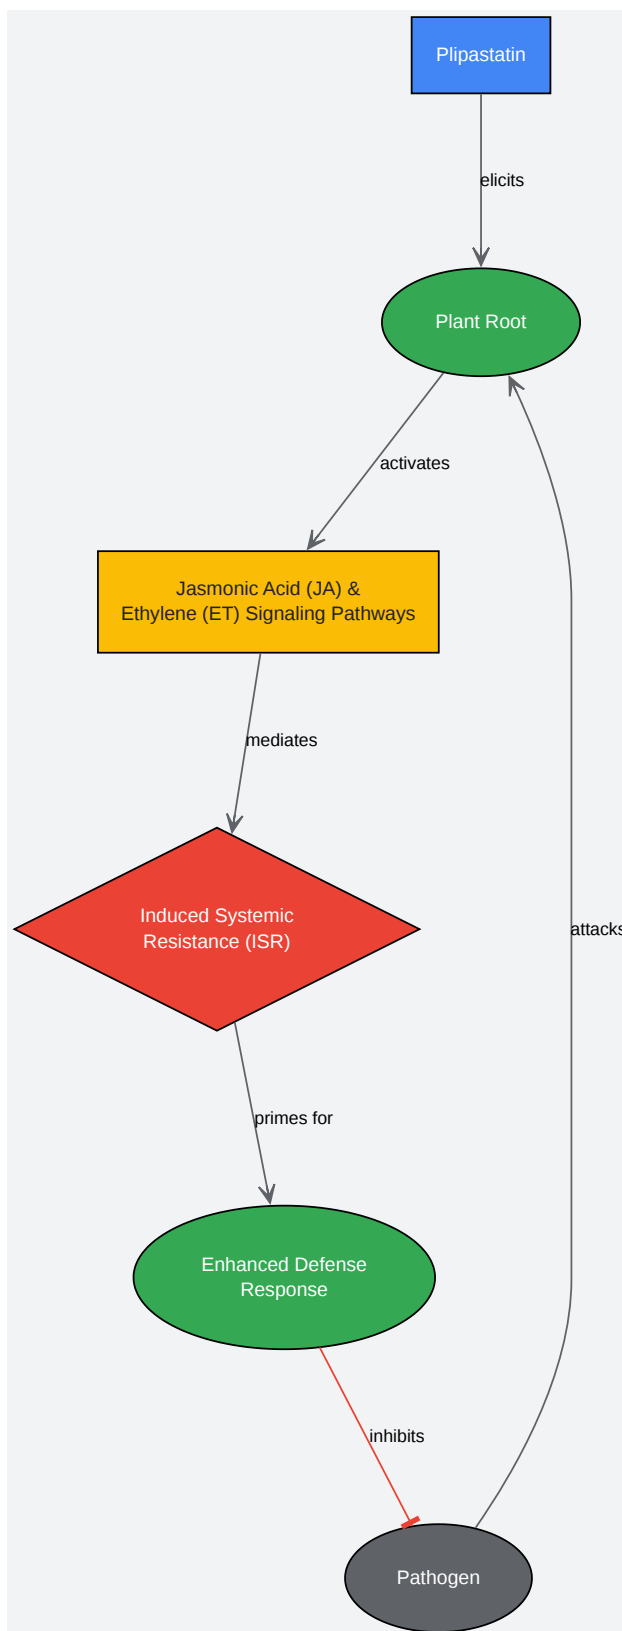 Plipastatin
elicits
Plant Root
activates
Jasmonic Acid (JA) &
Ethylene (ET) Signaling Pathways
mediates
Induced Systemic
Resistance (ISR)
attacks
primes for
Enhanced Defense
Response
inhibits
Pathogen